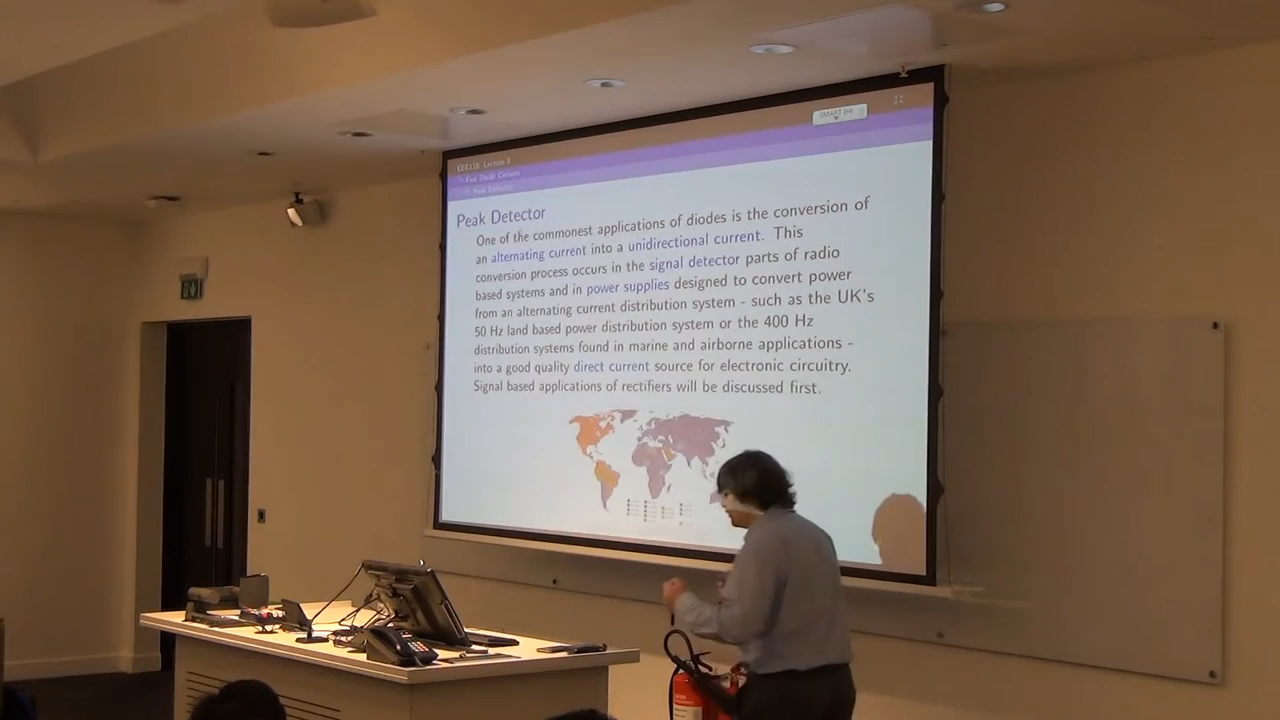 SMART Ink
EEE118: Lecture 6
Five Diode Circuits
Peak Detector
Peak Detector
One of the commonest applications of diodes is the conversion of
an alternating current into a unidirectional current. This
conversion process occurs in the signal detector parts of radio
based systems and in power supplies designed to convert power
from an alternating current distribution system - such as the UK's
50 Hz land based power distribution system or the 400 Hz
distribution systems found in marine and airborne applications -
into a good quality direct current source for electronic circuitry.
Signal based applications of rectifiers will be discussed first.